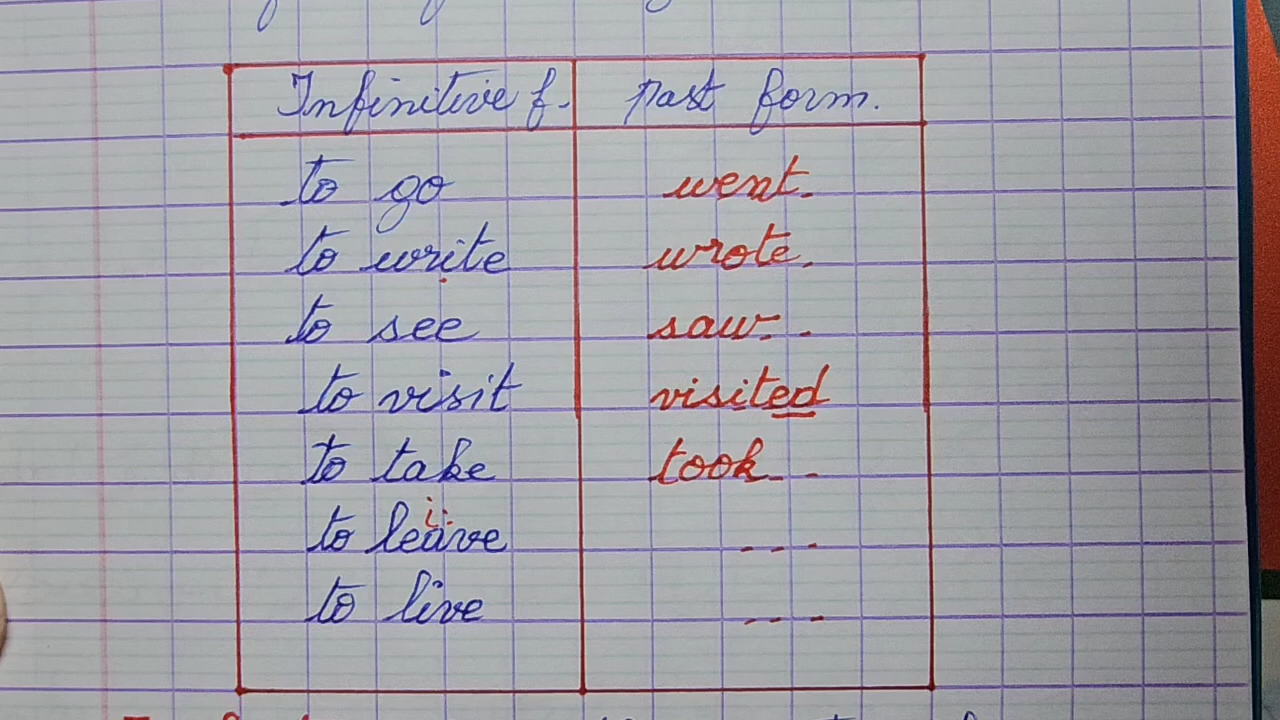 Infinitive f. past form.
to go went.
to write wrote.
to see saw..
to visit visited
to take took..
i:
to leave ...
to live ...